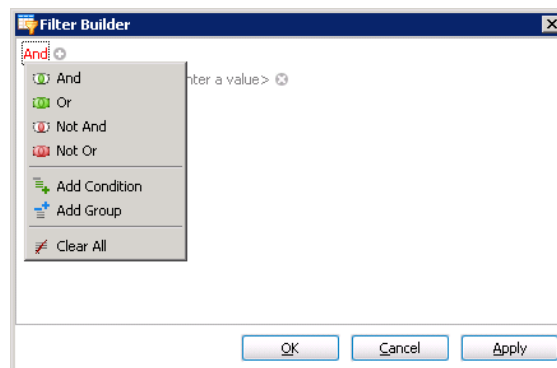 Filter Builder
And
And
nter a value>
Or
Not And
Not Or
Add Condition
Add Group
Clear All
OK
Cancel
Apply